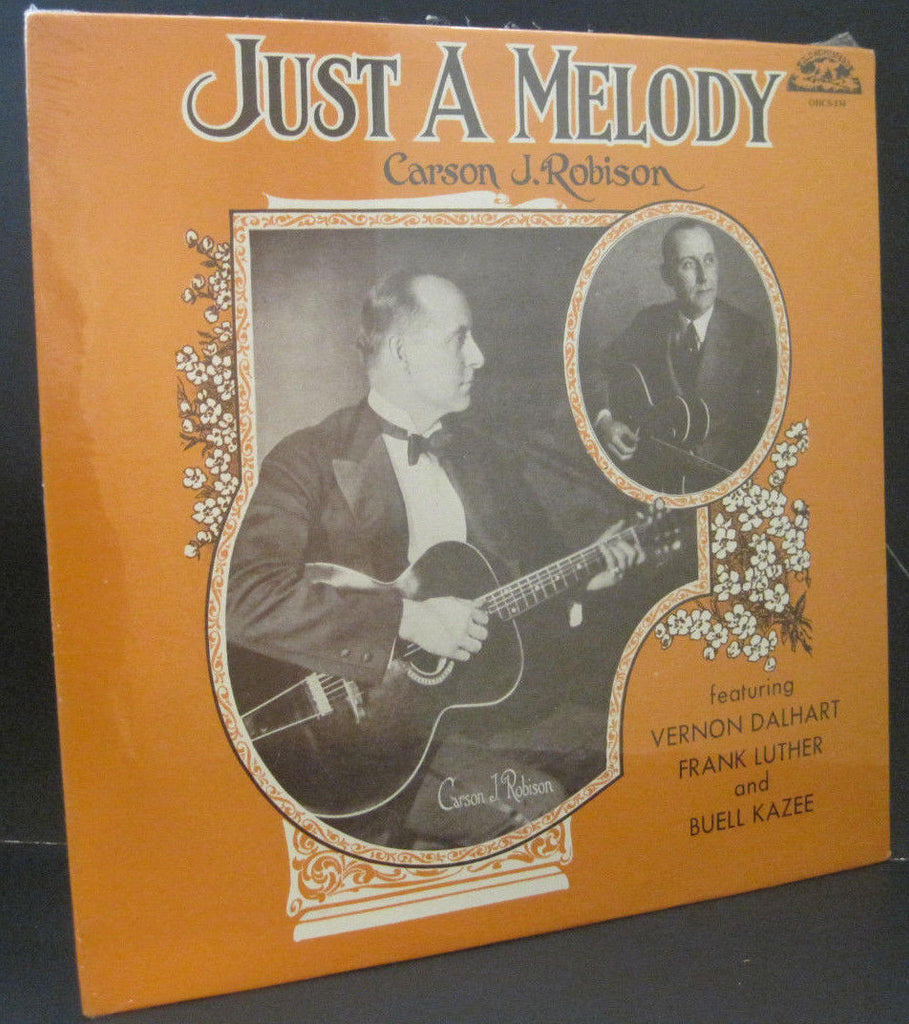 JUST A MELODY
Carson J. Robison
Carson J. Robison
featuring
VERNON DALHART
FRANK LUTHER
and
BUELL KAZEE